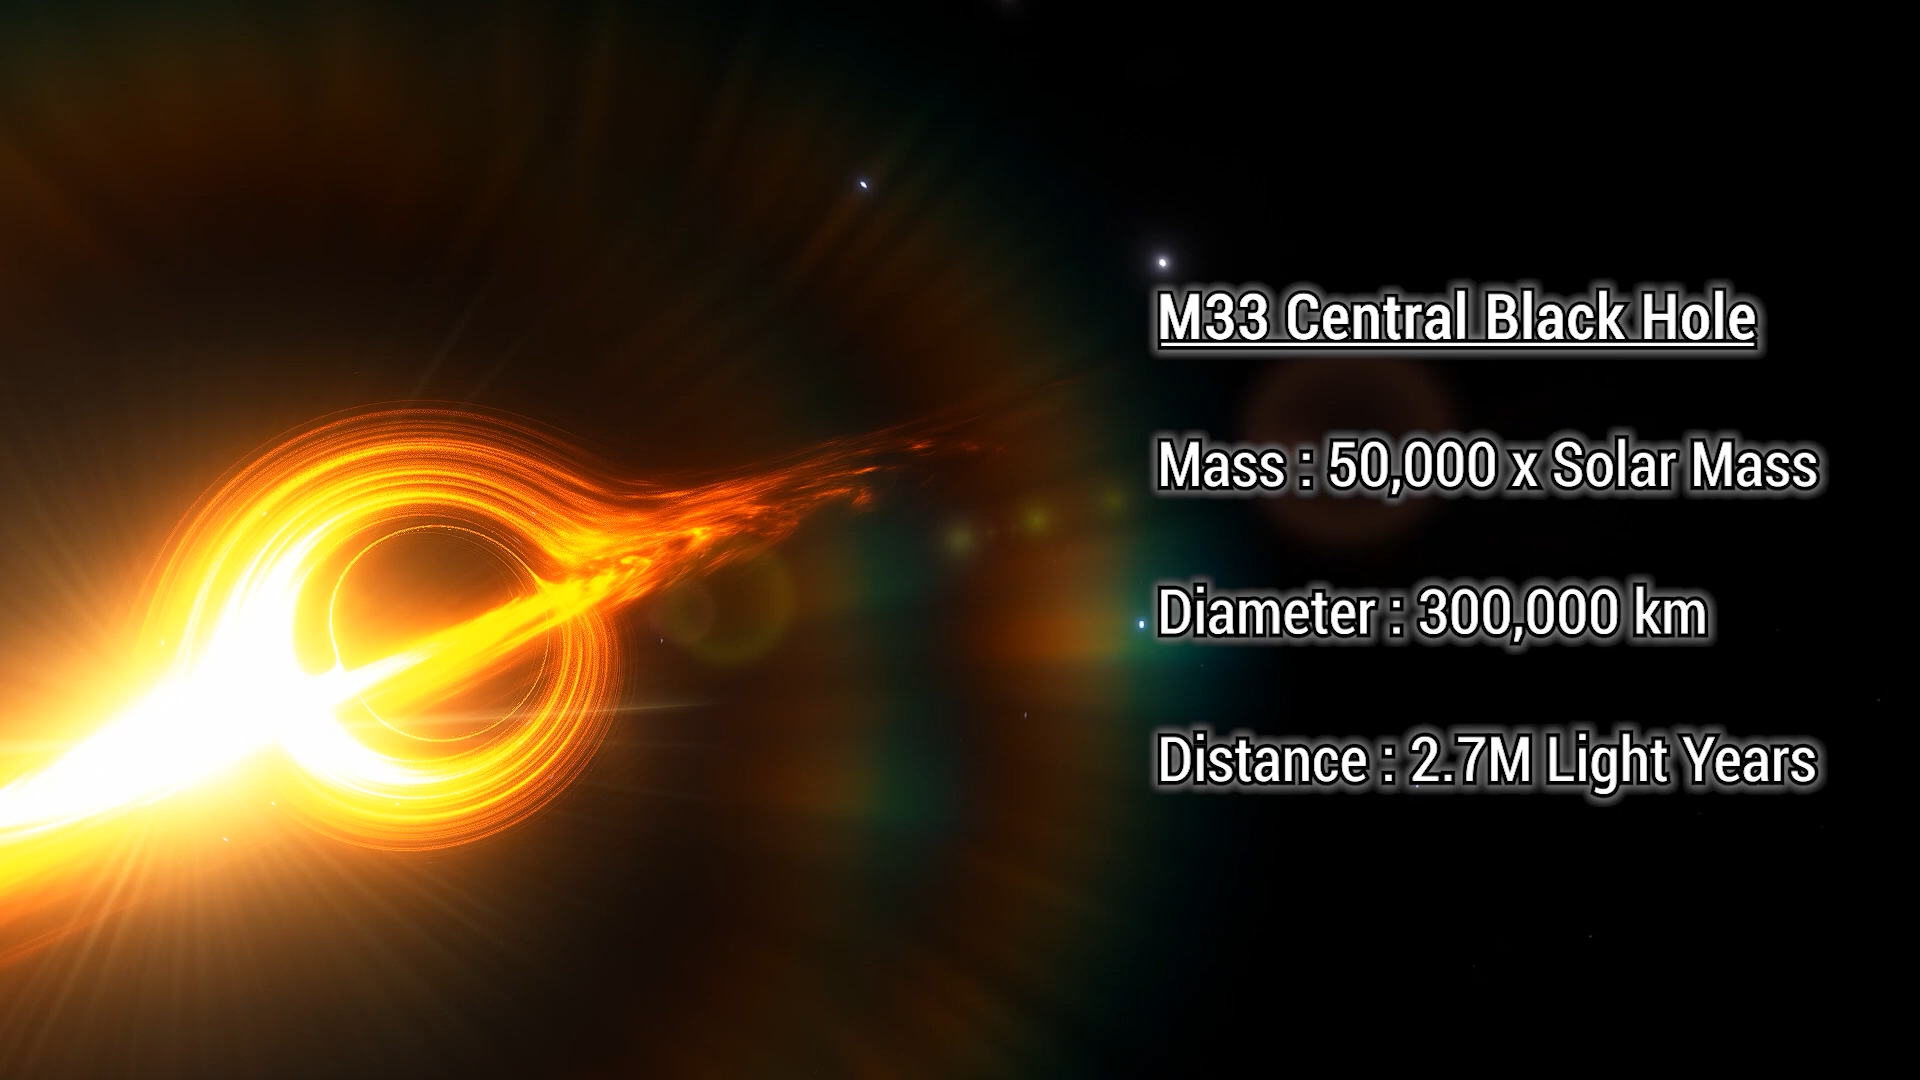 M33 Central Black Hole
Mass : 50,000 x Solar Mass
Diameter : 300,000 km
Distance : 2.7M Light Years